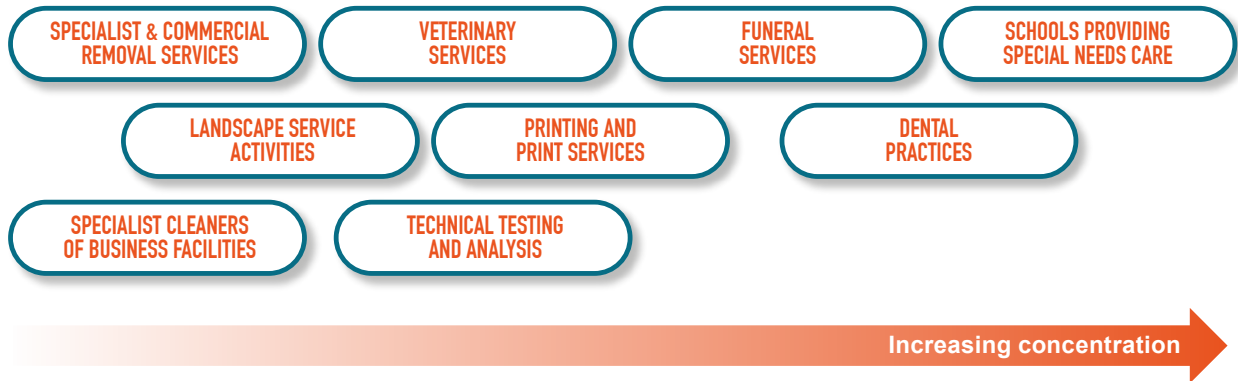 SPECIALIST & COMMERCIAL
REMOVAL SERVICES
VETERINARY
SERVICES
FUNERAL
SERVICES
SCHOOLS PROVIDING
SPECIAL NEEDS CARE
LANDSCAPE SERVICE
ACTIVITIES
PRINTING AND
PRINT SERVICES
DENTAL
PRACTICES
SPECIALIST CLEANERS
OF BUSINESS FACILITIES
TECHNICAL TESTING
AND ANALYSIS
Increasing concentration